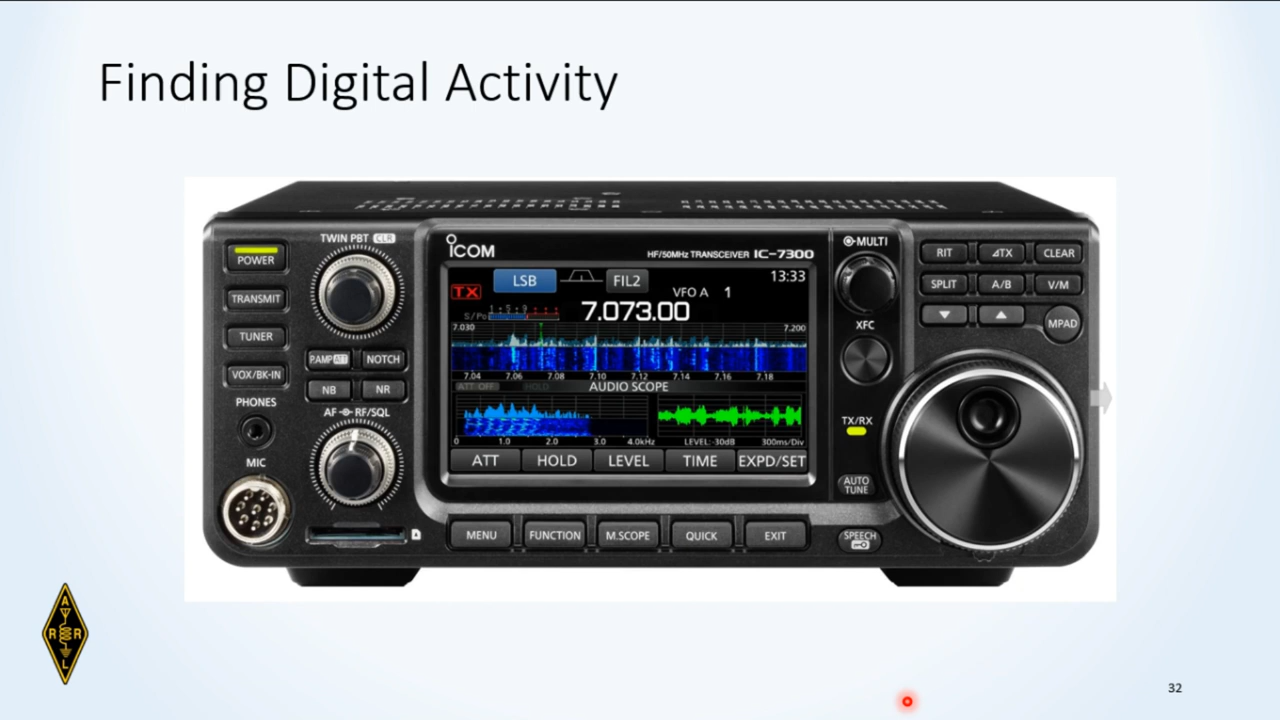 Finding Digital Activity
TWIN PBT CLR
POWER
TRANSMIT
TUNER
VOX/BK-IN
P.AMP ATT
NOTCH
NB
NR
PHONES
AF RF/SQL
MIC
ICOM
HF/50MHz TRANSCEIVER IC-7300
LSB
FIL2
13:33
TX
VFO A 1
S/Po
7.073.00
7.030
7.200
7.04 7.06 7.08 7.10 7.12 7.14 7.16 7.18
ATT OFF
HOLD
AUDIO SCOPE
0 1.0 2.0 3.0 4.0kHz
LEVEL:-30dB
300ms/Div
ATT
HOLD
LEVEL
TIME
EXPD/SET
MENU
FUNCTION
M.SCOPE
QUICK
EXIT
MULTI
XFC
TX/RX
AUTO
TUNE
SPEECH
RIT
⊿TX
CLEAR
SPLIT
A/B
V/M
▼
▲
MPAD
A
R R
L
32